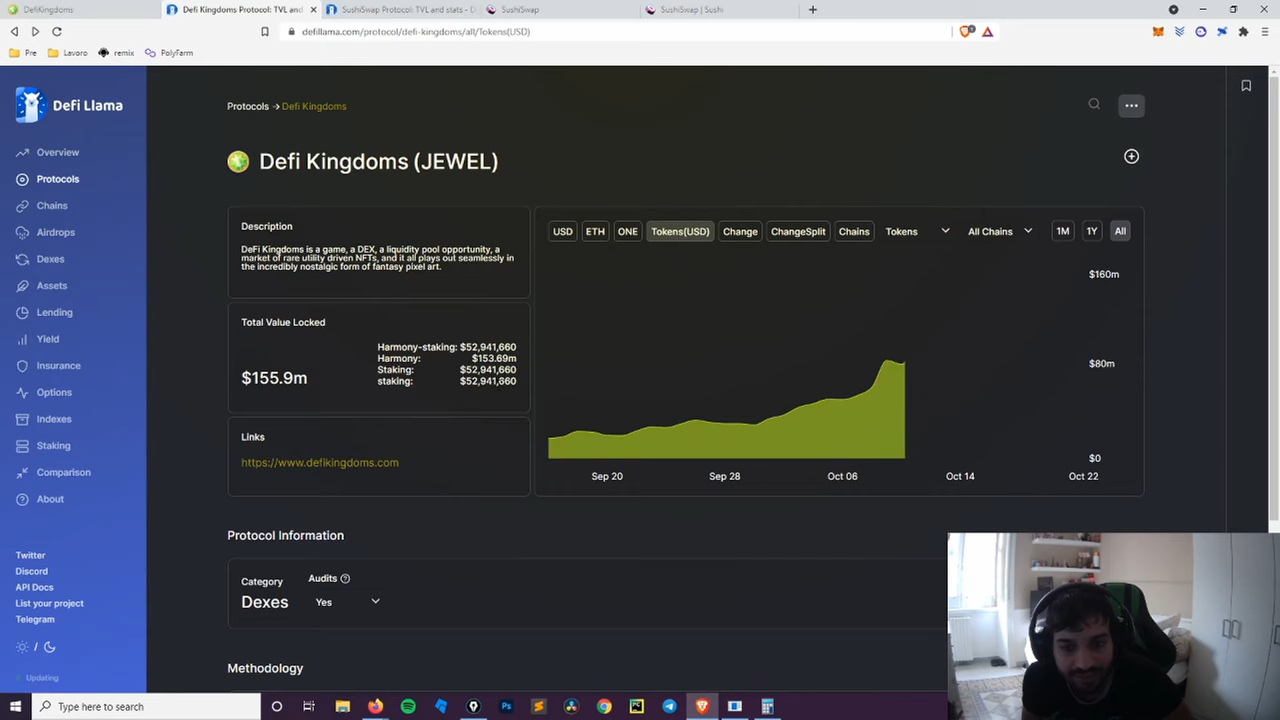 DefiKingdoms
Defi Kingdoms Protocol: TVL and
SushiSwap Protocol: TVL and stats - D
SushiSwap
SushiSwap | Sushi
defillama.com/protocol/defi-kingdoms/all/Tokens(USD)
Pre
Lavoro
remix
PolyFarm
Defi Llama
Overview
Protocols
Chains
Airdrops
Dexes
Assets
Lending
Yield
Insurance
Options
Indexes
Staking
Comparison
About
Twitter
Discord
API Docs
List your project
Telegram
/
Updating
Protocols → Defi Kingdoms
Defi Kingdoms (JEWEL)
Description
DeFi Kingdoms is a game, a DEX, a liquidity pool opportunity, a
market of rare utility driven NFTs, and it all plays out seamlessly in
the incredibly nostalgic form of fantasy pixel art.
Total Value Locked
$155.9m
Harmony-staking: $52,941,660
Harmony: $153.69m
Staking: $52,941,660
staking: $52,941,660
Links
https://www.defikingdoms.com
USD ETH ONE Tokens(USD) Change ChangeSplit Chains Tokens All Chains 1M 1Y All
$160m
$80m
$0
Sep 20 Sep 28 Oct 06 Oct 14 Oct 22
Protocol Information
Category
Dexes
Audits
Yes
Methodology
Type here to search